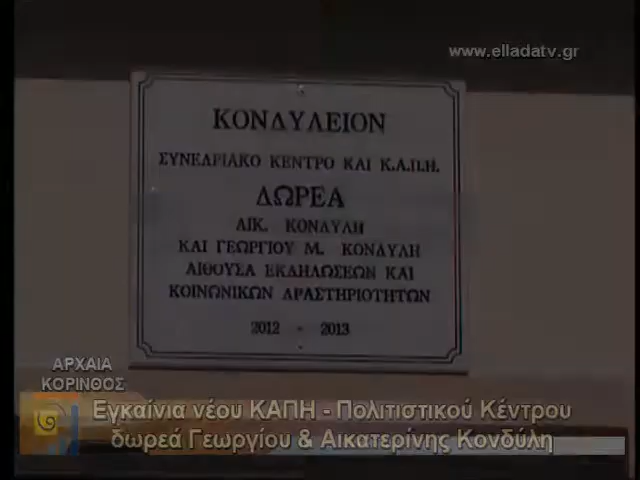 www.elladatv.gr
ΚΟΝΔΥΛΕΙΟΝ
ΣΥΝΕΔΡΙΑΚΟ ΚΕΝΤΡΟ ΚΑΙ Κ.Α.Π.Η.
ΔΩΡΕΑ
ΑΙΚ. ΚΟΝΔΥΛΗ
ΚΑΙ ΓΕΩΡΓΙΟΥ Μ. ΚΟΝΔΥΛΗ
ΑΙΘΟΥΣΑ ΕΚΔΗΛΩΣΕΩΝ ΚΑΙ
ΚΟΙΝΩΝΙΚΩΝ ΔΡΑΣΤΗΡΙΟΤΗΤΩΝ
2012 - 2013
ΑΡΧΑΙΑ
ΚΟΡΙΝΘΟΣ
Εγκαίνια νέου ΚΑΠΗ - Πολιτιστικού Κέντρου
δωρεά Γεωργίου & Αικατερίνης Κονδύλη